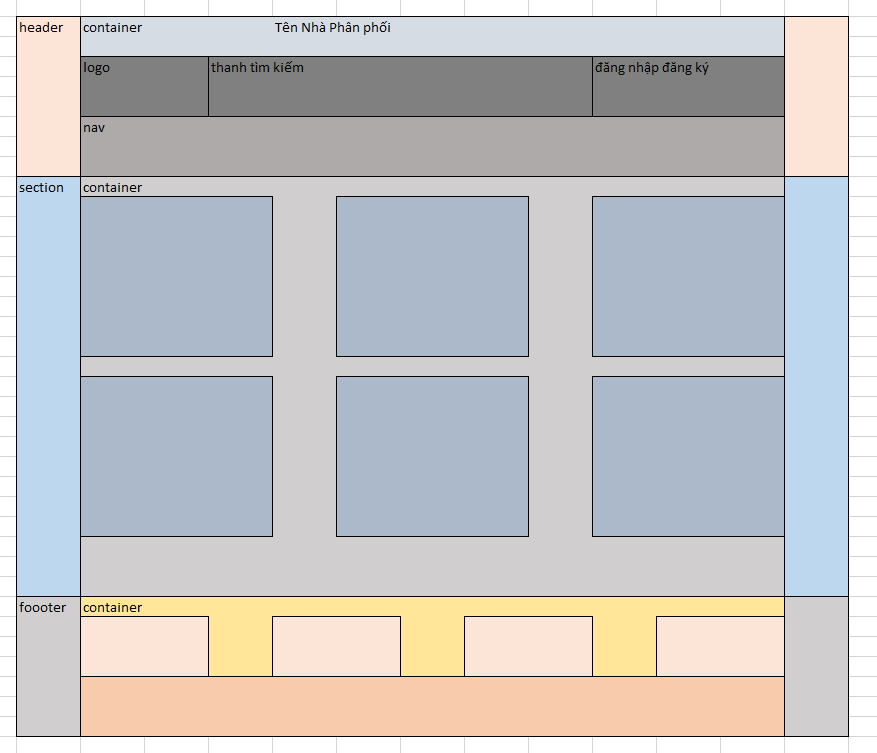 header
container
Tên Nhà Phân phối
logo
thanh tìm kiếm
đăng nhập đăng ký
nav
section
container
foooter
container